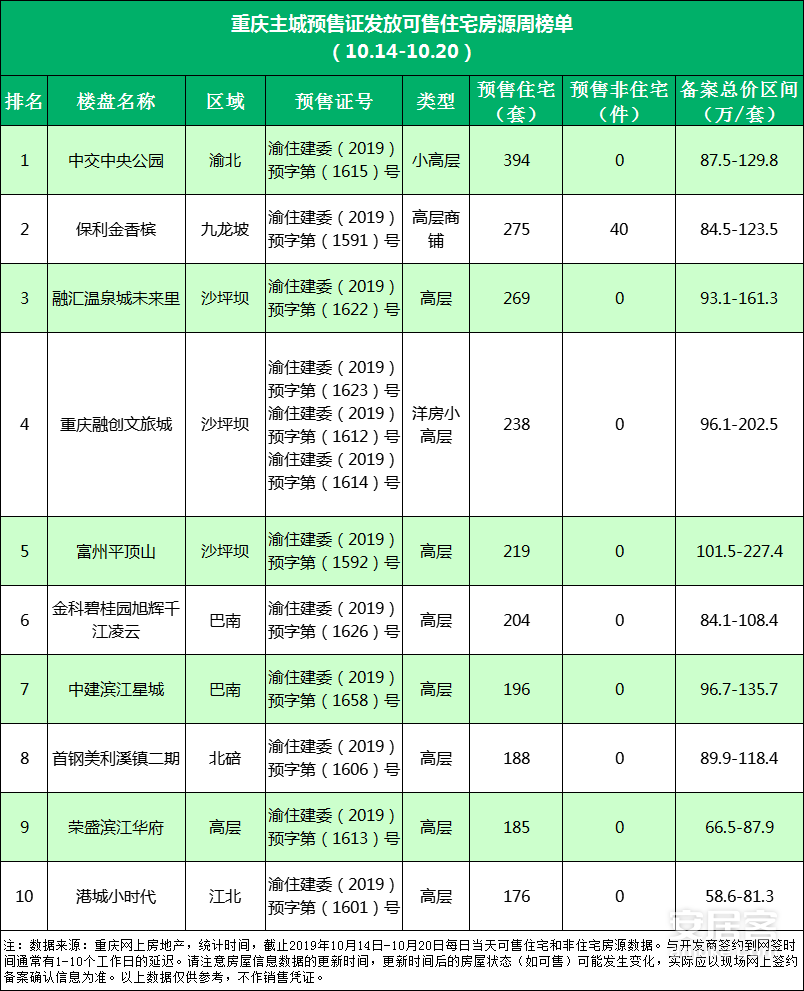 重庆主城预售证发放可售住宅房源周榜单
（10.14-10.20）
排名 楼盘名称 区域 预售证号 类型 预售住宅（套） 预售非住宅（件） 备案总价区间（万/套）
1 中交中央公园 渝北 渝住建委（2019）预字第（1615）号 小高层 394 0 87.5-129.8
2 保利金香槟 九龙坡 渝住建委（2019）预字第（1591）号 高层商铺 275 40 84.5-123.5
3 融汇温泉城未来里 沙坪坝 渝住建委（2019）预字第（1622）号 高层 269 0 93.1-161.3
4 重庆融创文旅城 沙坪坝 渝住建委（2019）预字第（1623）号渝住建委（2019）预字第（1612）号渝住建委（2019）预字第（1614）号 洋房小高层 238 0 96.1-202.5
5 富州平顶山 沙坪坝 渝住建委（2019）预字第（1592）号 高层 219 0 101.5-227.4
6 金科碧桂园旭辉千江凌云 巴南 渝住建委（2019）预字第（1626）号 高层 204 0 84.1-108.4
7 中建滨江星城 巴南 渝住建委（2019）预字第（1658）号 高层 196 0 96.7-135.7
8 首钢美利溪镇二期 北碚 渝住建委（2019）预字第（1606）号 高层 188 0 89.9-118.4
9 荣盛滨江华府 高层 渝住建委（2019）预字第（1613）号 高层 185 0 66.5-87.9
10 港城小时代 江北 渝住建委（2019）预字第（1601）号 高层 176 0 58.6-81.3
安居客
注：数据来源：重庆网上房地产，统计时间，截止2019年10月14日-10月20日每日当天可售住宅和非住宅房源数据。与开发商签约到网签时
间通常有1-10个工作日的延迟。请注意房屋信息数据的更新时间，更新时间后的房屋状态（如可售）可能发生变化，实际应以现场网上签约
备案确认信息为准。以上数据仅供参考，不作销售凭证。